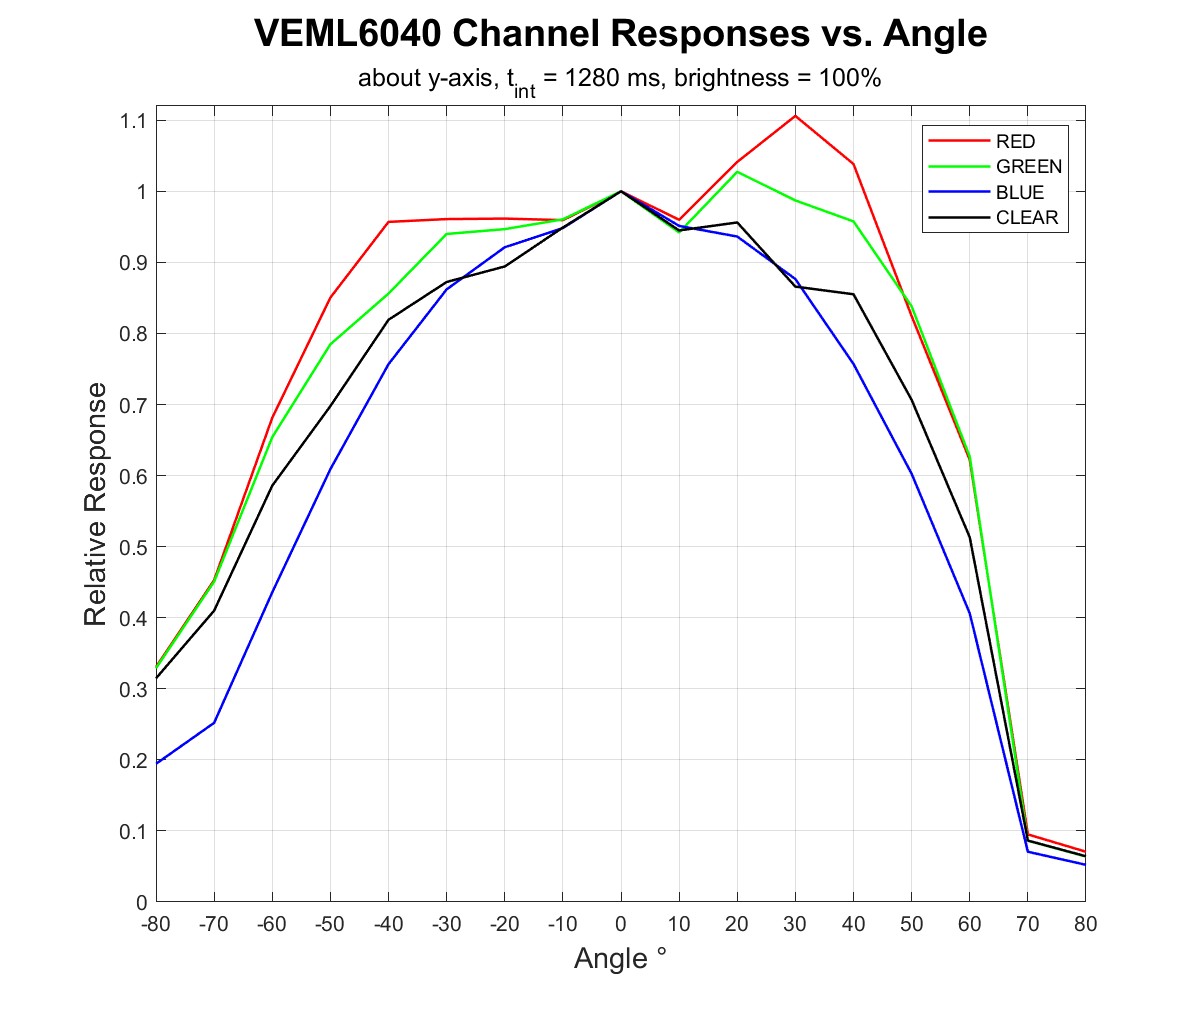 VEML6040 Channel Responses vs. Angle
about y-axis, t_int = 1280 ms, brightness = 100%
RED
GREEN
BLUE
CLEAR
Relative Response
1.1
1
0.9
0.8
0.7
0.6
0.5
0.4
0.3
0.2
0.1
0
-80 -70 -60 -50 -40 -30 -20 -10 0 10 20 30 40 50 60 70 80
Angle °